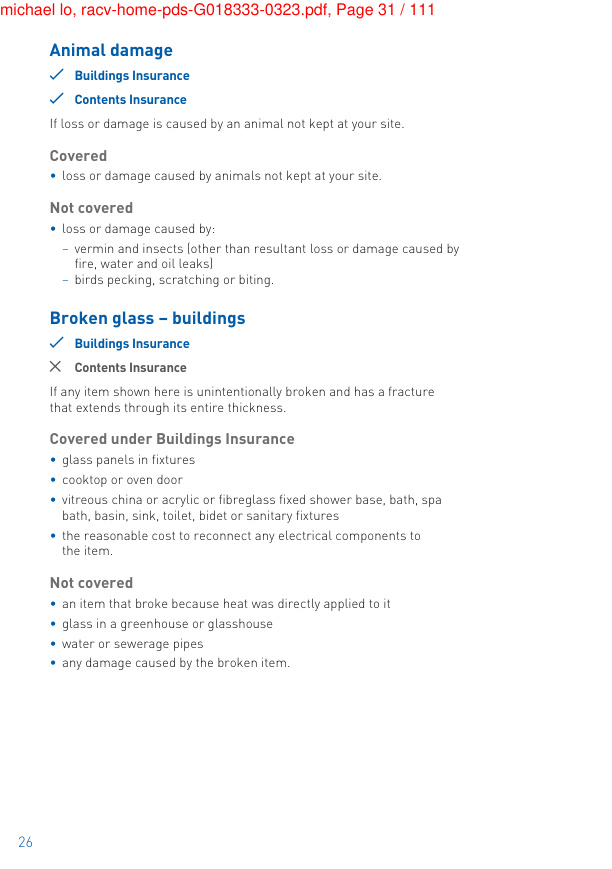 michael lo, racv-home-pds-G018333-0323.pdf, Page 31 / 111
Animal damage
✓ Buildings Insurance
✓ Contents Insurance
If loss or damage is caused by an animal not kept at your site.
Covered
• loss or damage caused by animals not kept at your site.
Not covered
• loss or damage caused by:
– vermin and insects (other than resultant loss or damage caused by
fire, water and oil leaks)
– birds pecking, scratching or biting.
Broken glass – buildings
✓ Buildings Insurance
✕ Contents Insurance
If any item shown here is unintentionally broken and has a fracture
that extends through its entire thickness.
Covered under Buildings Insurance
• glass panels in fixtures
• cooktop or oven door
• vitreous china or acrylic or fibreglass fixed shower base, bath, spa
bath, basin, sink, toilet, bidet or sanitary fixtures
• the reasonable cost to reconnect any electrical components to
the item.
Not covered
• an item that broke because heat was directly applied to it
• glass in a greenhouse or glasshouse
• water or sewerage pipes
• any damage caused by the broken item.
26